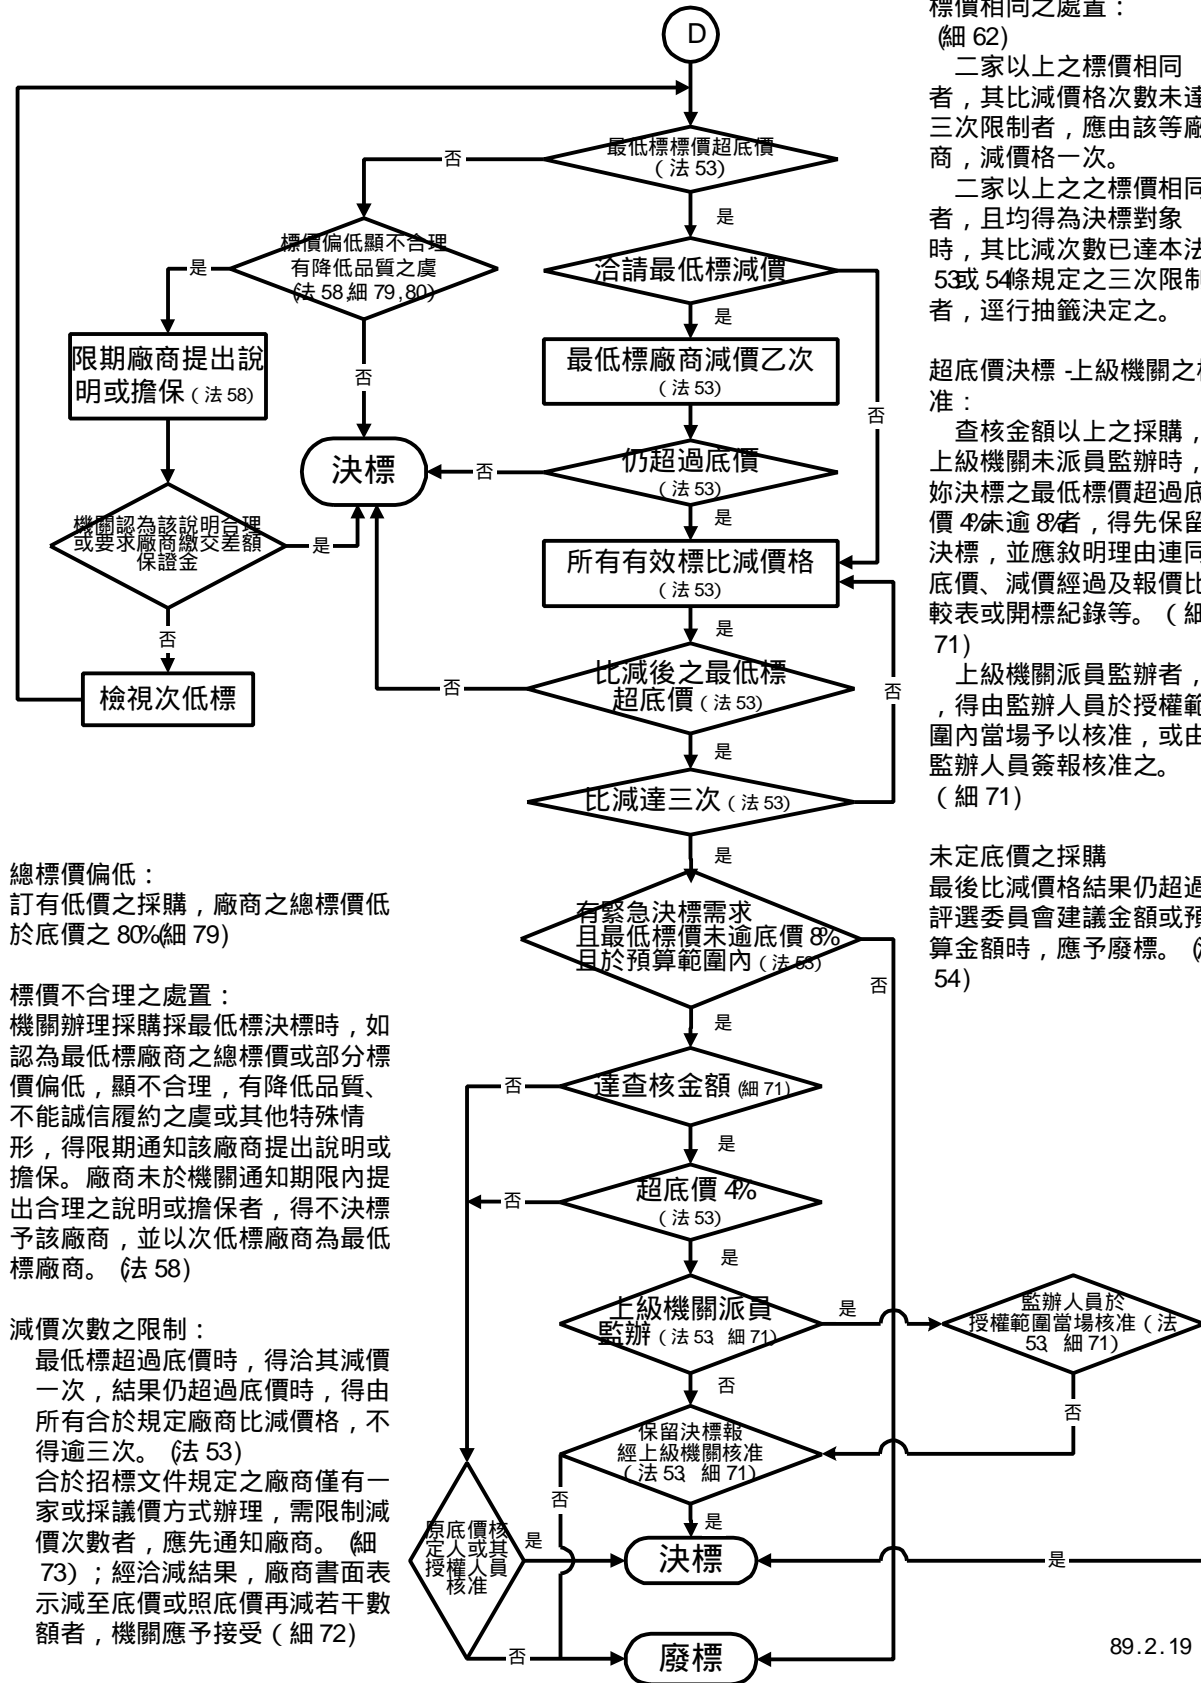 D
最低標標價超底價
（法 53）
否
是
標價偏低顯不合理
有降低品質之虞
(法 58,細 79,80)
是
否
洽請最低標減價
是
否
限期廠商提出說
明或擔保（法 58）
最低標廠商減價乙次
（法 53）
決標
否
仍超過底價
（法 53）
是
機關認為該說明合理
或要求廠商繳交差額
保證金
是
否
所有有效標比減價格
（法 53）
是
檢視次低標
否
比減後之最低標
超底價（法 53）
否
是
比減達三次（法 53）
是
有緊急決標需求
且最低標價未逾底價 8%
且於預算範圍內（法 53）
否
是
達查核金額 (細 71)
否
是
超底價 4%
（法 53）
否
是
上級機關派員
監辦（法 53、細 71）
是
監辦人員於
授權範圍當場核准（法
53、細 71）
否
否
保留決標報
經上級機關核准
（法 53、細 71）
否
是
原底價核
定人或其
授權人員
核准
是
決標
是
否
廢標
總標價偏低：
訂有低價之採購，廠商之總標價低
於底價之 80%(細 79)
標價不合理之處置：
機關辦理採購採最低標決標時，如
認為最低標廠商之總標價或部分標
價偏低，顯不合理，有降低品質、
不能誠信履約之虞或其他特殊情
形，得限期通知該廠商提出說明或
擔保。廠商未於機關通知期限內提
出合理之說明或擔保者，得不決標
予該廠商，並以次低標廠商為最低
標廠商。 (法 58)
減價次數之限制：
最低標超過底價時，得洽其減價
一次，結果仍超過底價時，得由
所有合於規定廠商比減價格，不
得逾三次。 (法 53)
合於招標文件規定之廠商僅有一
家或採議價方式辦理，需限制減
價次數者，應先通知廠商。 (細
73）；經洽減結果，廠商書面表
示減至底價或照底價再減若干數
額者，機關應予接受（細 72）
標價相同之處置：
(細 62)
二家以上之標價相同
者，其比減價格次數未達
三次限制者，應由該等廠
商，減價格一次。
二家以上之之標價相同
者，且均得為決標對象
時，其比減次數已達本法
53或 54條規定之三次限制
者，逕行抽籤決定之。
超底價決標 -上級機關之核
准：
查核金額以上之採購，
上級機關未派員監辦時，
妳決標之最低標價超過底
價 4%未逾 8%者，得先保留
決標，並應敘明理由連同
底價、減價經過及報價比
較表或開標紀錄等。（細
71)
上級機關派員監辦者，
，得由監辦人員於授權範
圍內當場予以核准，或由
監辦人員簽報核准之。
（細 71)
未定底價之採購
最後比減價格結果仍超過
評選委員會建議金額或預
算金額時，應予廢標。 (法
54)
89.2.19